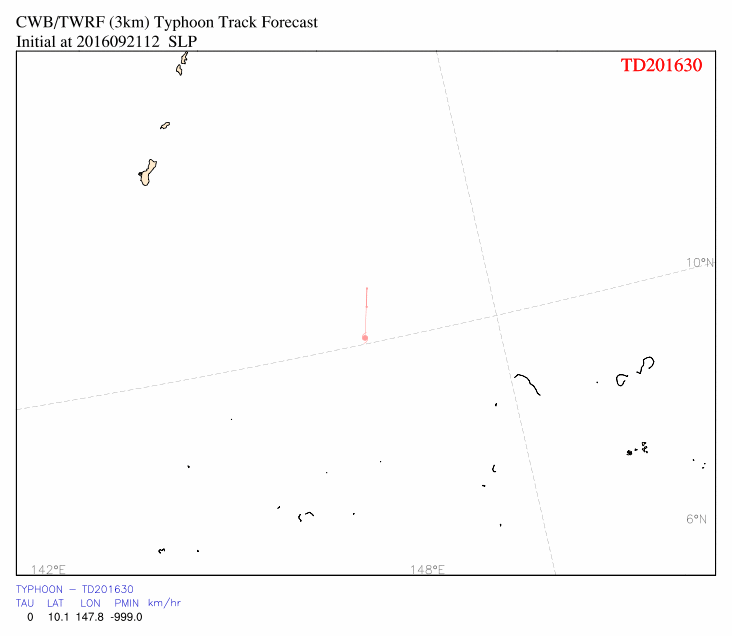 CWB/TWRF (3km) Typhoon Track Forecast
Initial at 2016092112 SLP
TD201630
10°N
6°N
142°E 148°E
TYPHOON - TD201630
TAU LAT LON PMIN km/hr
0 10.1 147.8 -999.0